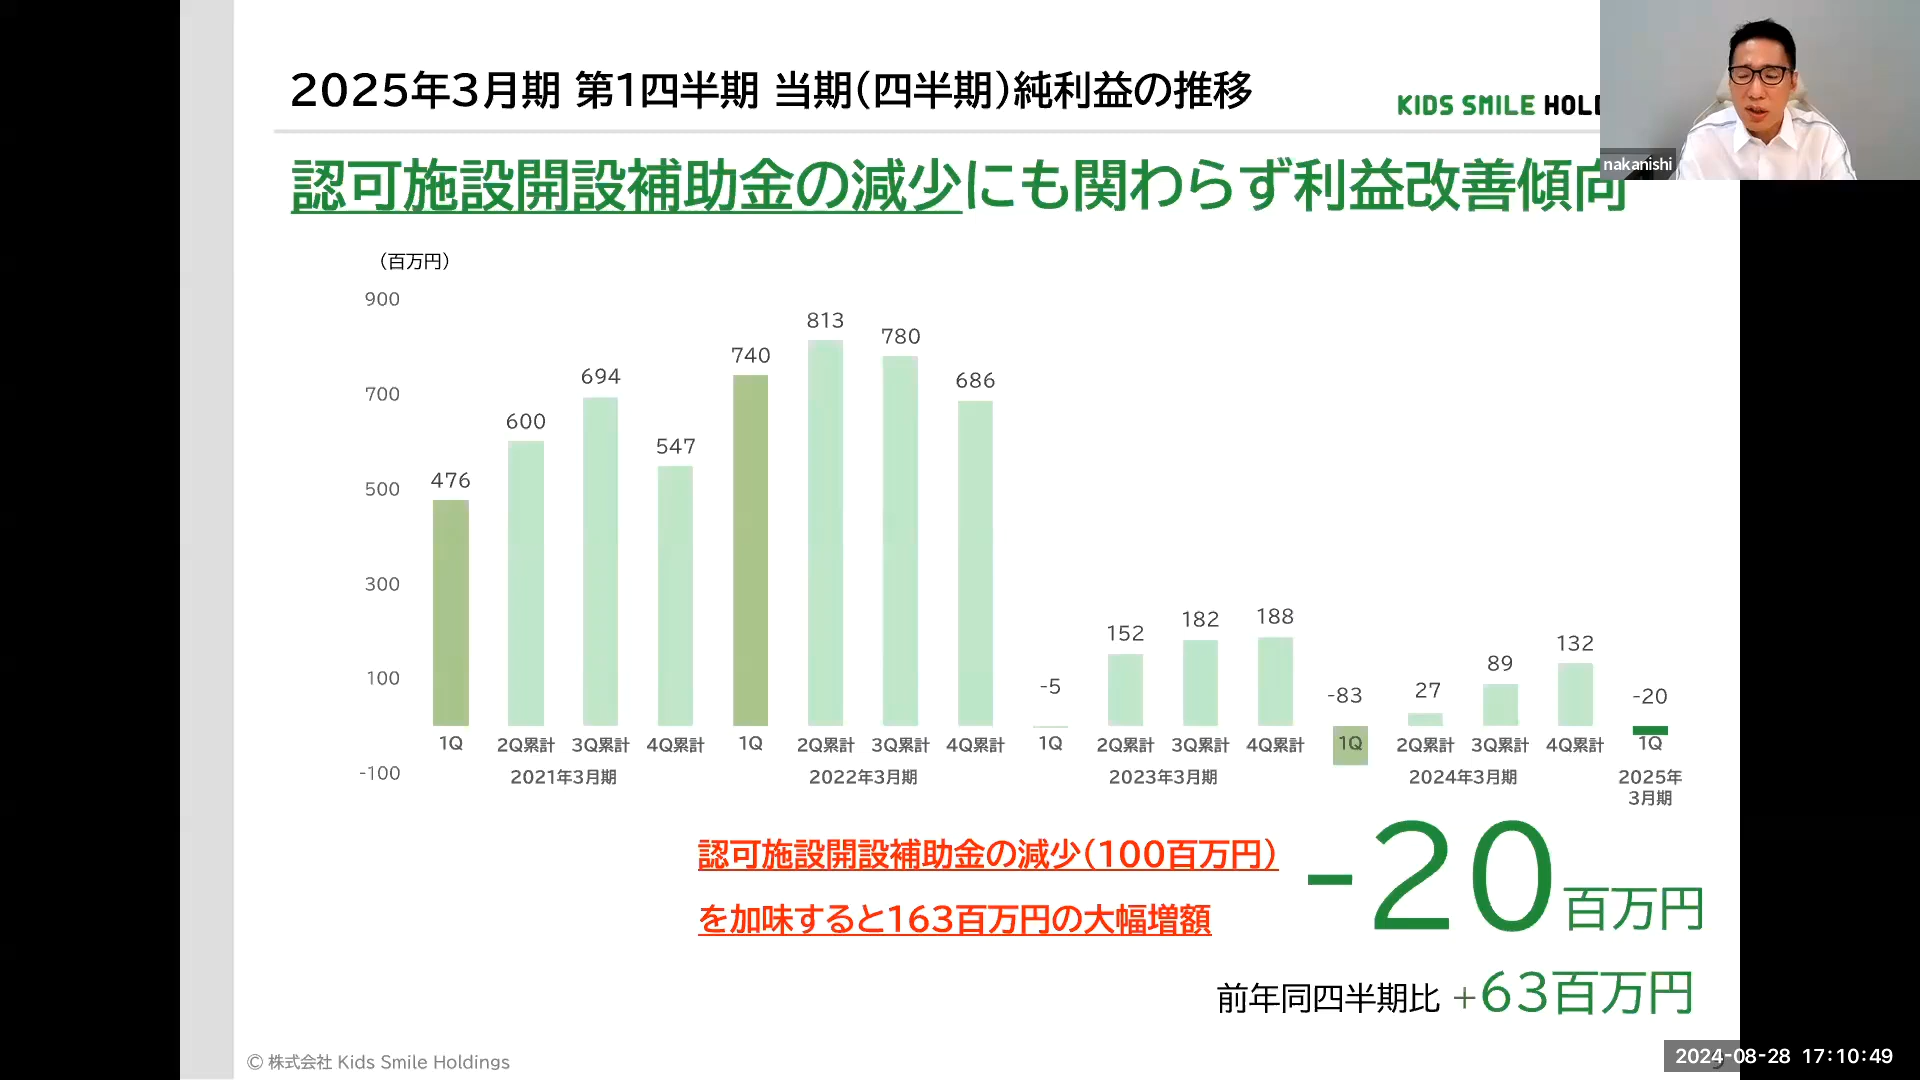 2025年3月期 第1四半期 当期(四半期)純利益の推移
KIDS SMILE HOLD
nakanishi
認可施設開設補助金の減少にも関わらず利益改善傾向
(百万円)
900
700
500
300
100
-100
476
600
694
547
740
813
780
686
-5
152
182
188
-83
27
89
132
-20
1Q 2Q累計 3Q累計 4Q累計 1Q 2Q累計 3Q累計 4Q累計 1Q 2Q累計 3Q累計 4Q累計 1Q 2Q累計 3Q累計 4Q累計 1Q
2021年3月期 2022年3月期 2023年3月期 2024年3月期 2025年
3月期
認可施設開設補助金の減少(100百万円)
を加味すると163百万円の大幅増額
-20百万円
前年同四半期比 +63百万円
© 株式会社 Kids Smile Holdings
2024-08-28 17:10:49